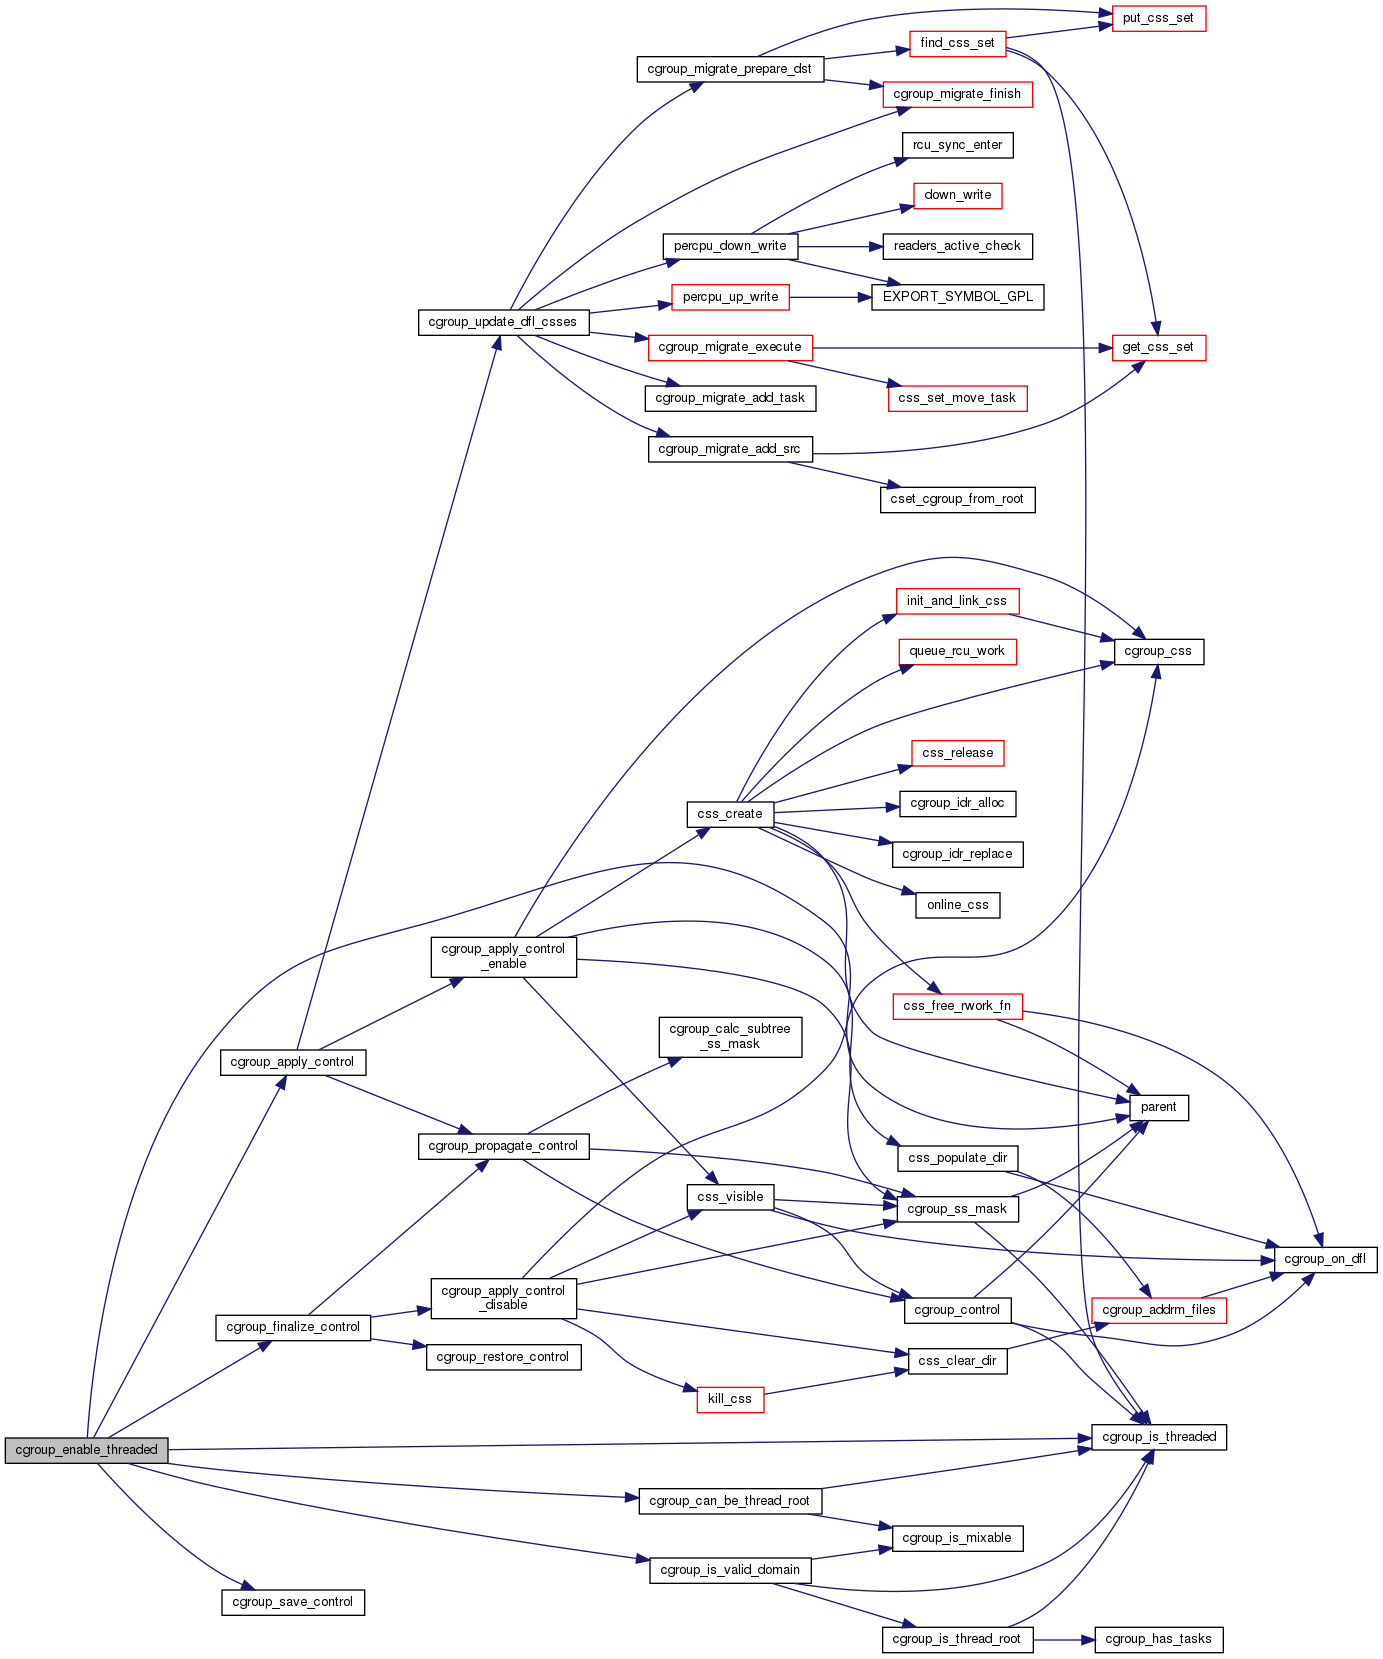 put_css_set
find_css_set
cgroup_migrate_prepare_dst
cgroup_migrate_finish
rcu_sync_enter
down_write
percpu_down_write
readers_active_check
percpu_up_write
EXPORT_SYMBOL_GPL
cgroup_update_dfl_csses
cgroup_migrate_execute
get_css_set
cgroup_migrate_add_task
css_set_move_task
cgroup_migrate_add_src
cset_cgroup_from_root
init_and_link_css
queue_rcu_work
cgroup_css
css_release
cgroup_idr_alloc
css_create
cgroup_idr_replace
online_css
cgroup_apply_control
_enable
css_free_rwork_fn
cgroup_calc_subtree
_ss_mask
cgroup_apply_control
parent
cgroup_propagate_control
css_populate_dir
css_visible
cgroup_ss_mask
cgroup_on_dfl
cgroup_apply_control
_disable
cgroup_control
cgroup_addrm_files
cgroup_finalize_control
cgroup_restore_control
css_clear_dir
kill_css
cgroup_is_threaded
cgroup_enable_threaded
cgroup_can_be_thread_root
cgroup_is_mixable
cgroup_is_valid_domain
cgroup_save_control
cgroup_is_thread_root
cgroup_has_tasks